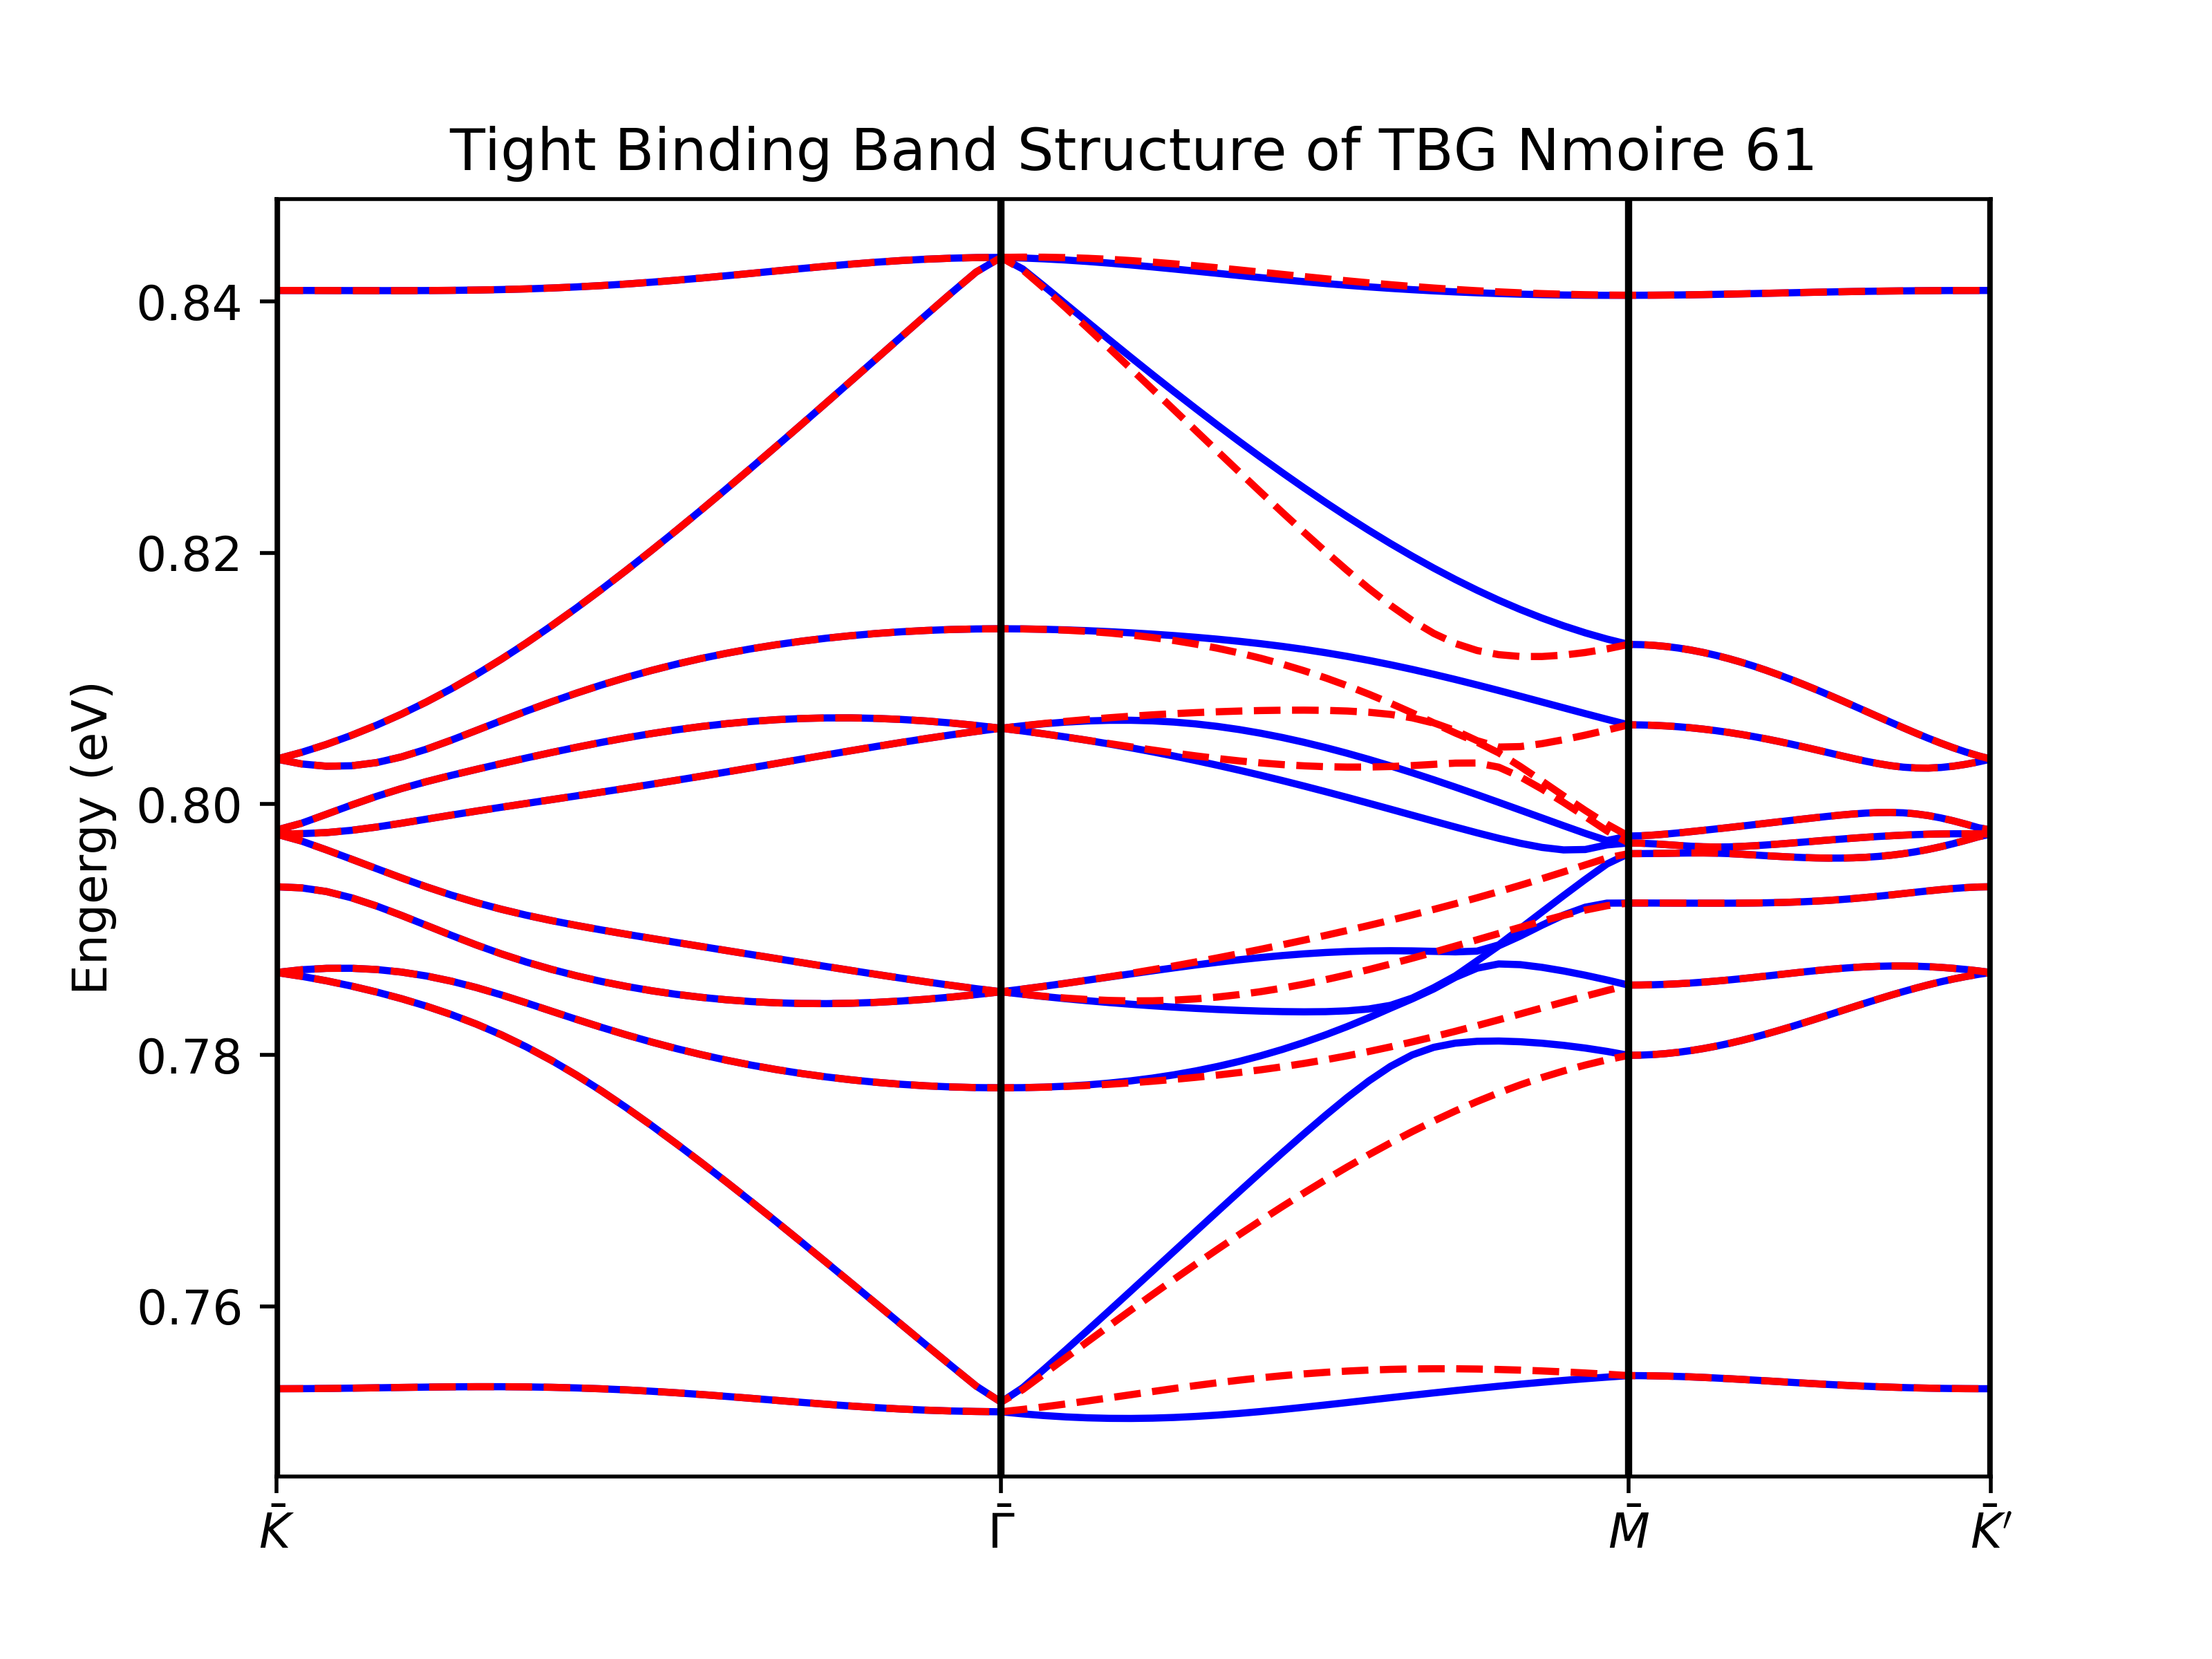 Tight Binding Band Structure of TBG Nmoire 61
Engergy (eV)
0.84
0.82
0.80
0.78
0.76
K̄
Γ̄
M̄
K̄′